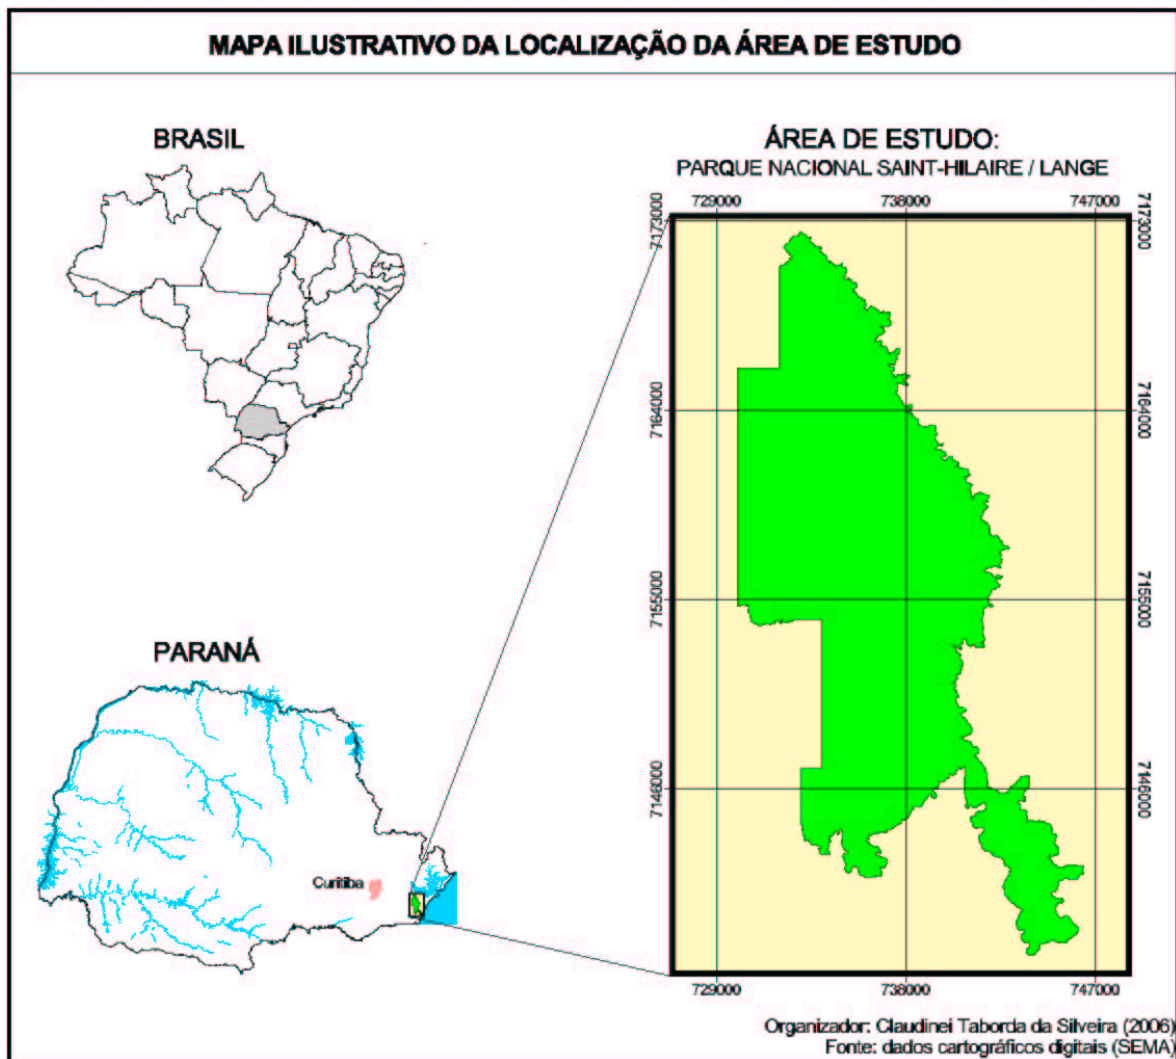 MAPA ILUSTRATIVO DA LOCALIZAÇÃO DA ÁREA DE ESTUDO
BRASIL
ÁREA DE ESTUDO:
PARQUE NACIONAL SAINT-HILAIRE / LANGE
729000 738000 747000
7173000 7173000
7164000 7164000
7155000 7155000
7146000 7146000
729000 738000 747000
PARANÁ
Curitiba
Organizador: Claudinei Taborda da Silveira (2006)
Fonte: dados cartográficos digitais (SEMA)